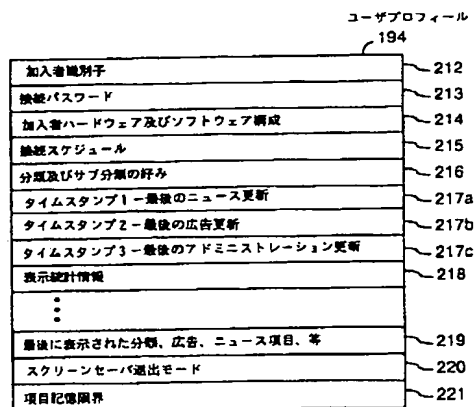 ユーザプロフィール
194
加入者識別子 212
接続パスワード 213
加入者ハードウェア及びソフトウェア構成 214
接続スケジュール 215
分類及びサブ分類の好み 216
タイムスタンプ1ー最後のニュース更新 217a
タイムスタンプ2ー最後の広告更新 217b
タイムスタンプ3ー最後のアドミニストレーション更新 217c
表示統計情報 218
最後に表示された分類、広告、ニュース項目、等 219
スクリーンセーバ退出モード 220
項目記憶限界 221